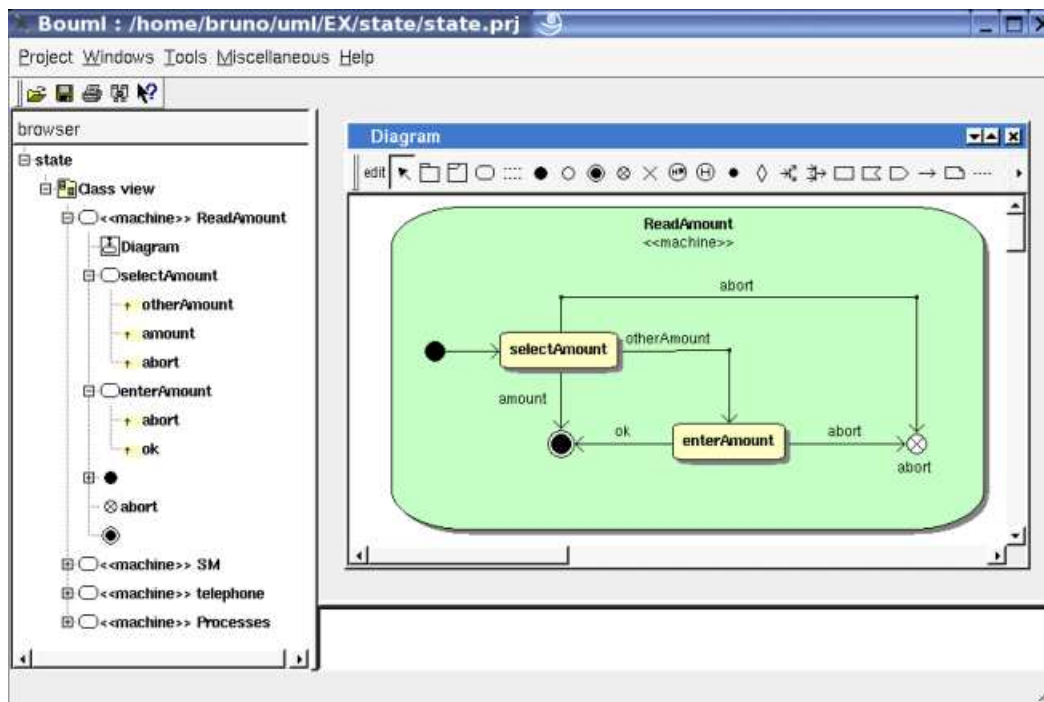 Bouml : /home/bruno/uml/EX/state/state.prj
Project Windows Tools Miscellaneous Help
browser
state
Class view
<<machine>> ReadAmount
Diagram
selectAmount
otherAmount
amount
abort
enterAmount
abort
ok
abort
<<machine>> SM
<<machine>> telephone
<<machine>> Processes
Diagram
edit
ReadAmount
<<machine>>
abort
selectAmount
otherAmount
amount
ok
enterAmount
abort
abort